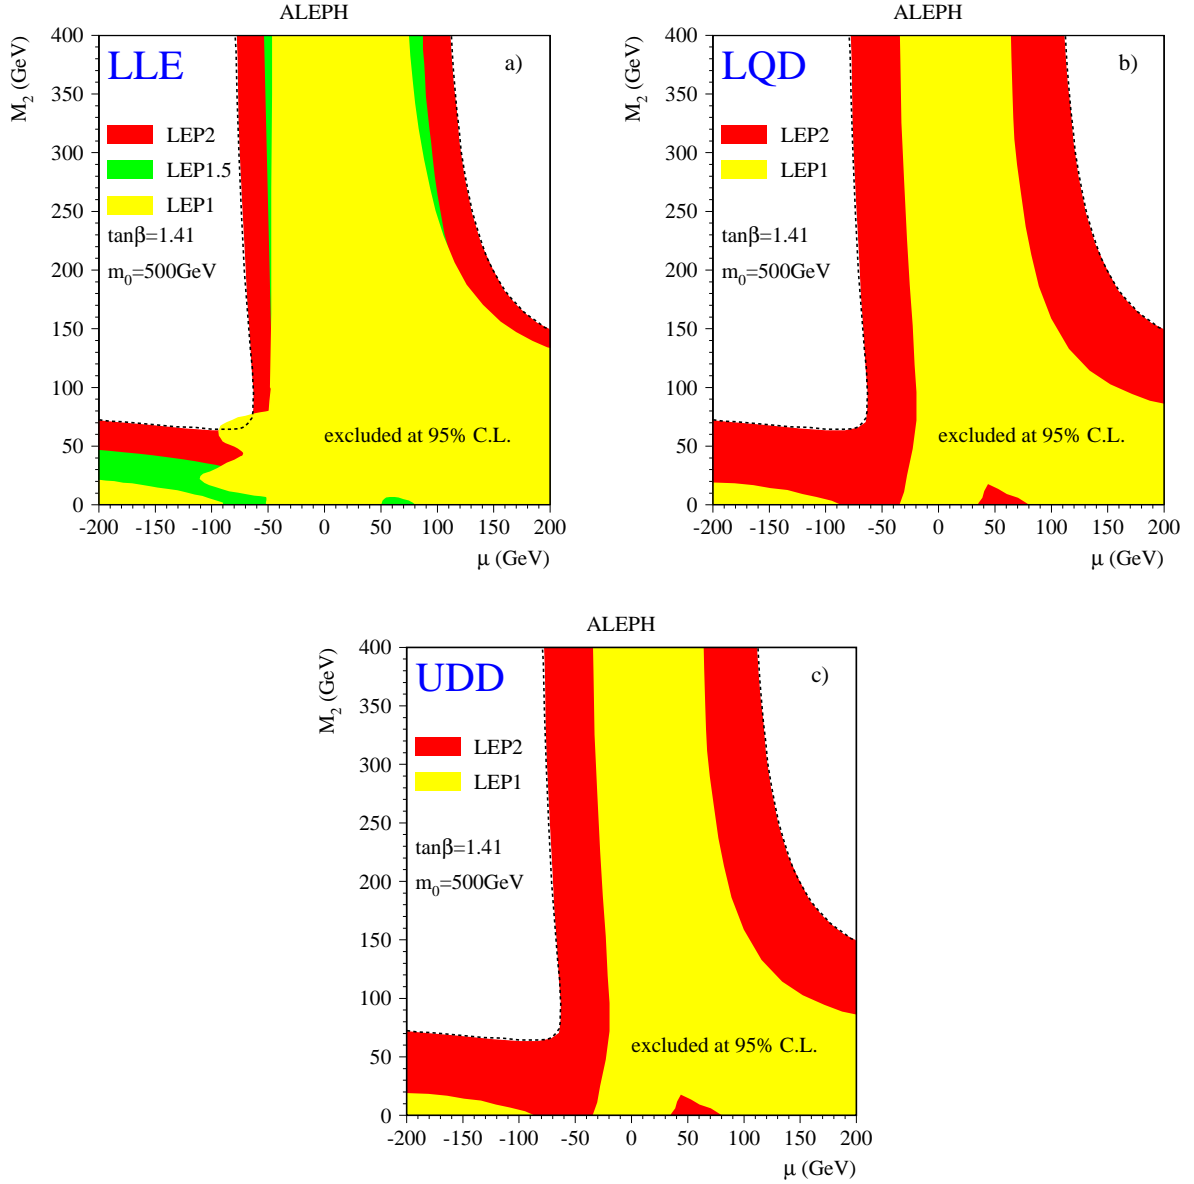 ALEPH
M2 (GeV)
400
350
300
250
200
150
100
50
0
LLE
a)
LEP2
LEP1.5
LEP1
tanβ=1.41
m0=500GeV
excluded at 95% C.L.
-200 -150 -100 -50 0 50 100 150 200
μ (GeV)
ALEPH
M2 (GeV)
400
350
300
250
200
150
100
50
0
LQD
b)
LEP2
LEP1
tanβ=1.41
m0=500GeV
excluded at 95% C.L.
-200 -150 -100 -50 0 50 100 150 200
μ (GeV)
ALEPH
M2 (GeV)
400
350
300
250
200
150
100
50
0
UDD
c)
LEP2
LEP1
tanβ=1.41
m0=500GeV
excluded at 95% C.L.
-200 -150 -100 -50 0 50 100 150 200
μ (GeV)